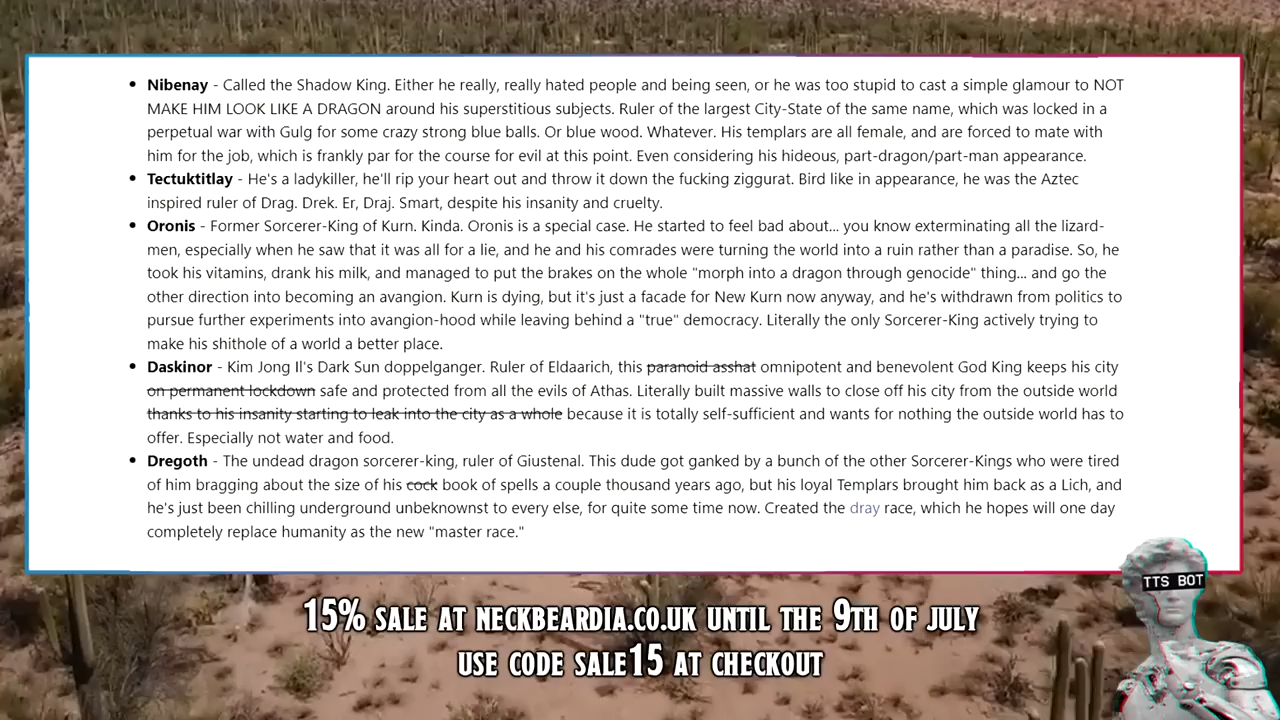 Nibenay - Called the Shadow King. Either he really, really hated people and being seen, or he was too stupid to cast a simple glamour to NOT
MAKE HIM LOOK LIKE A DRAGON around his superstitious subjects. Ruler of the largest City-State of the same name, which was locked in a
perpetual war with Gulg for some crazy strong blue balls. Or blue wood. Whatever. His templars are all female, and are forced to mate with
him for the job, which is frankly par for the course for evil at this point. Even considering his hideous, part-dragon/part-man appearance.
Tectuktitlay - He's a ladykiller, he'll rip your heart out and throw it down the fucking ziggurat. Bird like in appearance, he was the Aztec
inspired ruler of Drag. Drek. Er, Draj. Smart, despite his insanity and cruelty.
Oronis - Former Sorcerer-King of Kurn. Kinda. Oronis is a special case. He started to feel bad about... you know exterminating all the lizard-
men, especially when he saw that it was all for a lie, and he and his comrades were turning the world into a ruin rather than a paradise. So, he
took his vitamins, drank his milk, and managed to put the brakes on the whole "morph into a dragon through genocide" thing... and go the
other direction into becoming an avangion. Kurn is dying, but it's just a facade for New Kurn now anyway, and he's withdrawn from politics to
pursue further experiments into avangion-hood while leaving behind a "true" democracy. Literally the only Sorcerer-King actively trying to
make his shithole of a world a better place.
Daskinor - Kim Jong Il's Dark Sun doppelganger. Ruler of Eldaarich, this paranoid asshat omnipotent and benevolent God King keeps his city
on permanent lockdown safe and protected from all the evils of Athas. Literally built massive walls to close off his city from the outside world
thanks to his insanity starting to leak into the city as a whole because it is totally self-sufficient and wants for nothing the outside world has to
offer. Especially not water and food.
Dregoth - The undead dragon sorcerer-king, ruler of Giustenal. This dude got ganked by a bunch of the other Sorcerer-Kings who were tired
of him bragging about the size of his cock book of spells a couple thousand years ago, but his loyal Templars brought him back as a Lich, and
he's just been chilling underground unbeknownst to every else, for quite some time now. Created the dray race, which he hopes will one day
completely replace humanity as the new "master race."
TTS BOT
15% SALE AT NECKBEARDIA.CO.UK UNTIL THE 9TH OF JULY
USE CODE SALE15 AT CHECKOUT